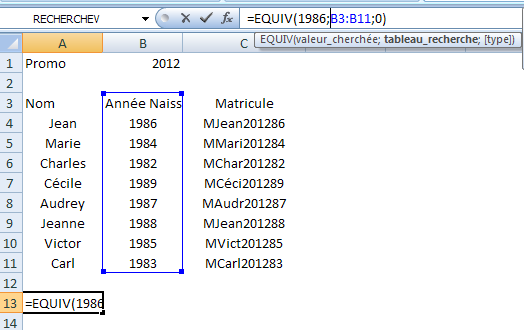 RECHERCHEV =EQUIV(1986;B3:B11;0)
EQUIV(valeur_cherchée; tableau_recherche; [type])
A B C
1 Promo 2012
2
3 Nom Année Naiss Matricule
4 Jean 1986 MJean201286
5 Marie 1984 MMari201284
6 Charles 1982 MChar201282
7 Cécile 1989 MCéci201289
8 Audrey 1987 MAudr201287
9 Jeanne 1988 MJean201288
10 Victor 1985 MVict201285
11 Carl 1983 MCarl201283
12
13 =EQUIV(1986
14